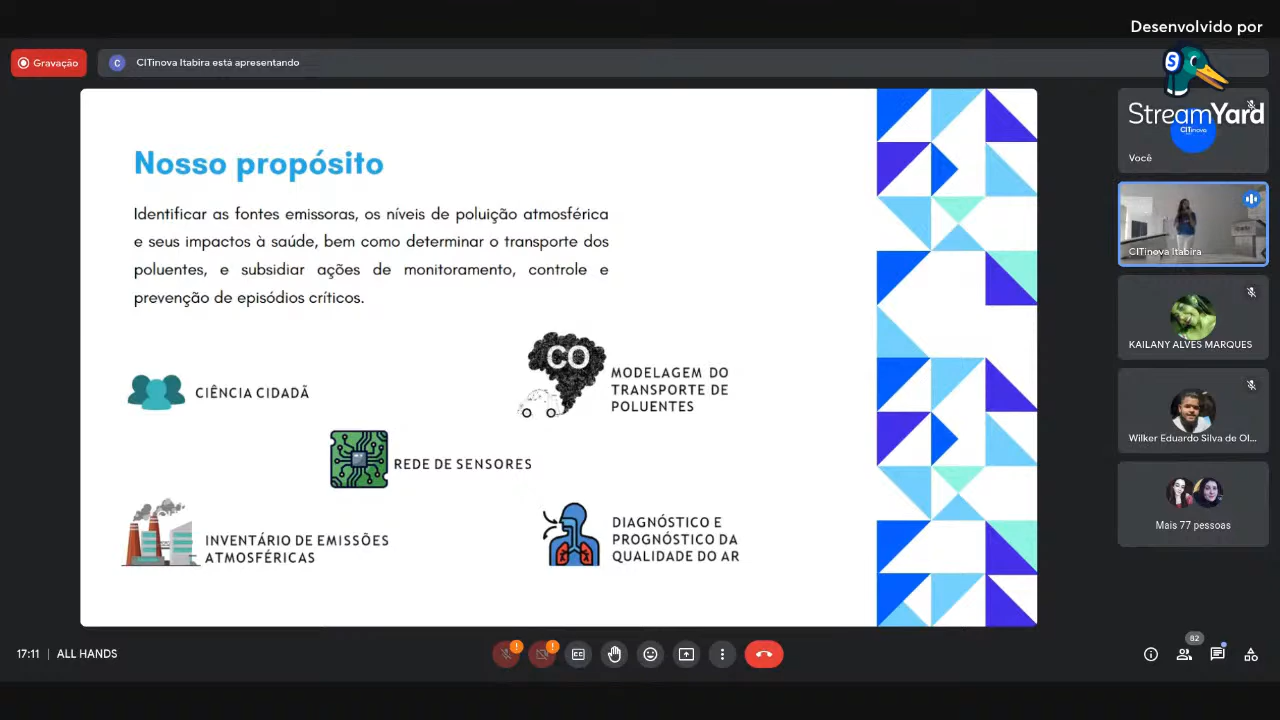 Desenvolvido por
StreamYard
Gravação
C
CITinova Itabira está apresentando
Nosso propósito
Identificar as fontes emissoras, os níveis de poluição atmosférica
e seus impactos à saúde, bem como determinar o transporte dos
poluentes, e subsidiar ações de monitoramento, controle e
prevenção de episódios críticos.
CIÊNCIA CIDADÃ
CO
MODELAGEM DO
TRANSPORTE DE
POLUENTES
REDE DE SENSORES
INVENTÁRIO DE EMISSÕES
ATMOSFÉRICAS
DIAGNÓSTICO E
PROGNÓSTICO DA
QUALIDADE DO AR
CITinova
Você
CITinova Itabira
KAILANY ALVES MARQUES
Wilker Eduardo Silva de Ol...
Mais 77 pessoas
17:11 | ALL HANDS
82